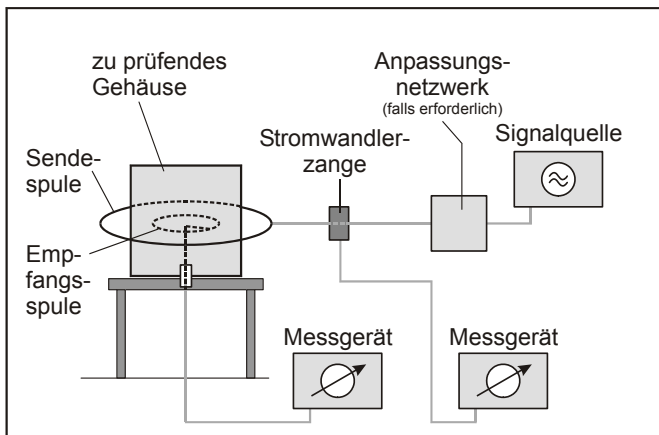 zu prüfendes
Gehäuse
Anpassungs-
netzwerk
(falls erforderlich)
Stromwandler-
zange
Signalquelle
Sende-
spule
Emp-
fangs-
spule
Messgerät
Messgerät